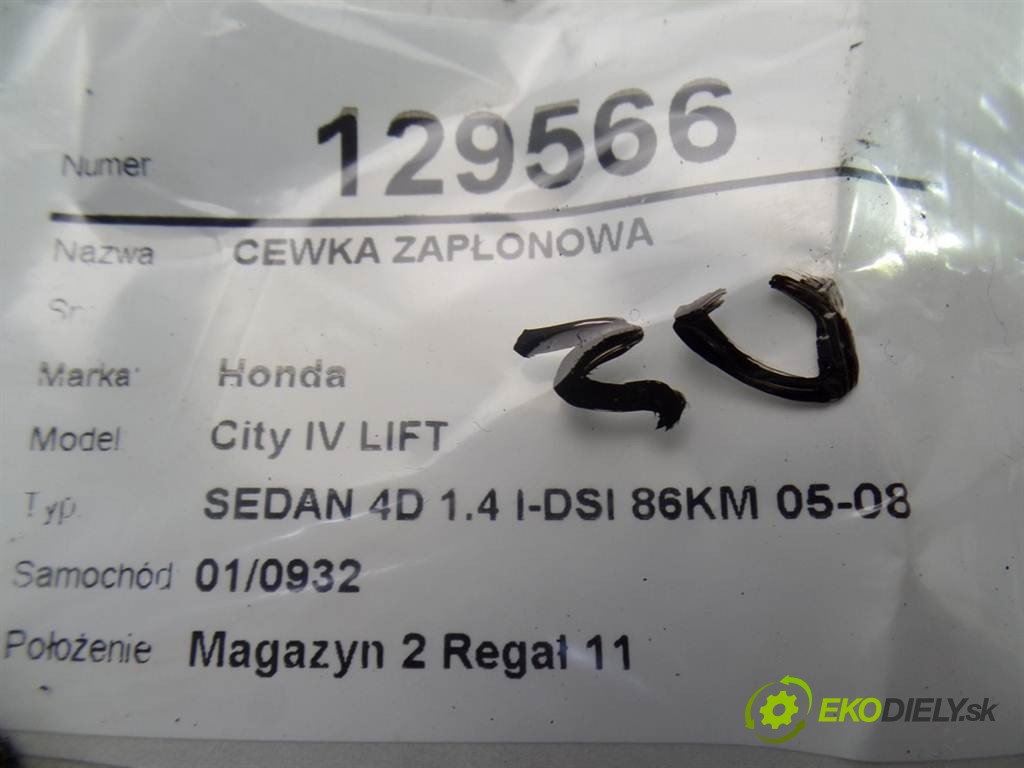 Numer 129566
Nazwa CEWKA ZAPŁONOWA
Marka Honda
Model City IV LIFT
Typ. SEDAN 4D 1.4 I-DSI 86KM 05-08
Samochód 01/0932
Położenie Magazyn 2 Regał 11
EKODIELY.sk